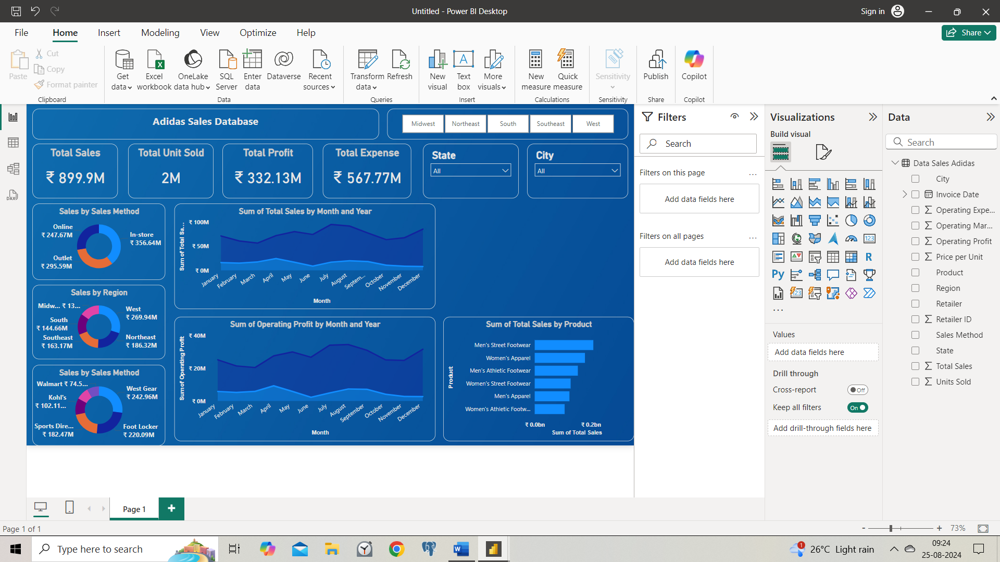 Untitled - Power BI Desktop
Sign in
File Home Insert Modeling View Optimize Help
Share
Paste
Cut
Copy
Format painter
Get data
Excel workbook
OneLake data hub
SQL Server
Enter data
Dataverse
Recent sources
Transform data
Refresh
New visual
Text box
More visuals
New measure
Quick measure
Sensitivity
Publish
Copilot
Clipboard
Data
Queries
Insert
Calculations
Sensitivity
Share
Copilot
DAX
Adidas Sales Database
Midwest Northeast South Southeast West
Total Sales
₹ 899.9M
Total Unit Sold
2M
Total Profit
₹ 332.13M
Total Expense
₹ 567.77M
State
All
City
All
Sales by Sales Method
Online
₹ 247.67M
In-store
₹ 356.64M
Outlet
₹ 295.59M
Sales by Region
Midw... ₹ 13...
West
₹ 269.94M
South
₹ 144.66M
Southeast
₹ 163.17M
Northeast
₹ 186.32M
Sales by Sales Method
Walmart ₹ 74.5...
West Gear
₹ 242.96M
Kohl's
₹ 102.11...
Sports Dire...
₹ 182.47M
Foot Locker
₹ 220.09M
Sum of Total Sales by Month and Year
Sum of Total Sa...
₹ 100M
₹ 50M
₹ 0M
January February March April May June July August Septem... October November December
Month
Sum of Operating Profit by Month and Year
Sum of Operating Profit
₹ 40M
₹ 20M
₹ 0M
January February March April May June July August September October November December
Month
Sum of Total Sales by Product
Product
Men's Street Footwear
Women's Apparel
Men's Athletic Footwear
Women's Street Footwear
Men's Apparel
Women's Athletic Footw...
₹ 0.0bn ₹ 0.2bn
Sum of Total Sales
Filters
Search
Filters on this page ...
Add data fields here
Filters on all pages ...
Add data fields here
Visualizations
Build visual
123
R
Py
123
...
Values
Add data fields here
Drill through
Cross-report
Off
Keep all filters
On
Add drill-through fields here
Data
Search
Data Sales Adidas
City
Invoice Date
Σ Operating Expe...
Σ Operating Mar...
Σ Operating Profit
Σ Price per Unit
Product
Region
Retailer
Σ Retailer ID
Sales Method
State
Σ Total Sales
Σ Units Sold
Page 1
+
Page 1 of 1
- + 73%
Type here to search
W
1
26°C Light rain
09:24
25-08-2024